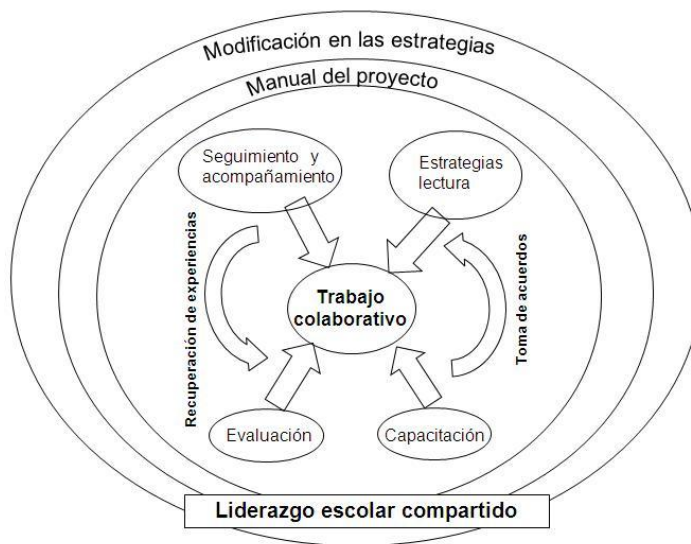 Modificación en las estrategias
Manual del proyecto
Seguimiento y
acompañamiento
Estrategias
lectura
Recuperación de experiencias
Toma de acuerdos
Trabajo
colaborativo
Evaluación
Capacitación
Liderazgo escolar compartido